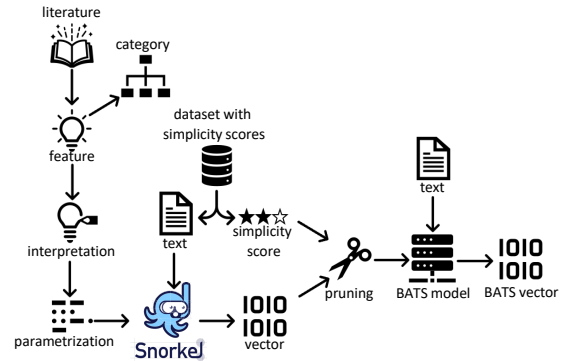 literature
category
dataset with
simplicity scores
feature
text
interpretation
text
simplicity
score
parametrization
Snorkel
1010
1010
vector
pruning
BATS model
1010
1010
BATS vector